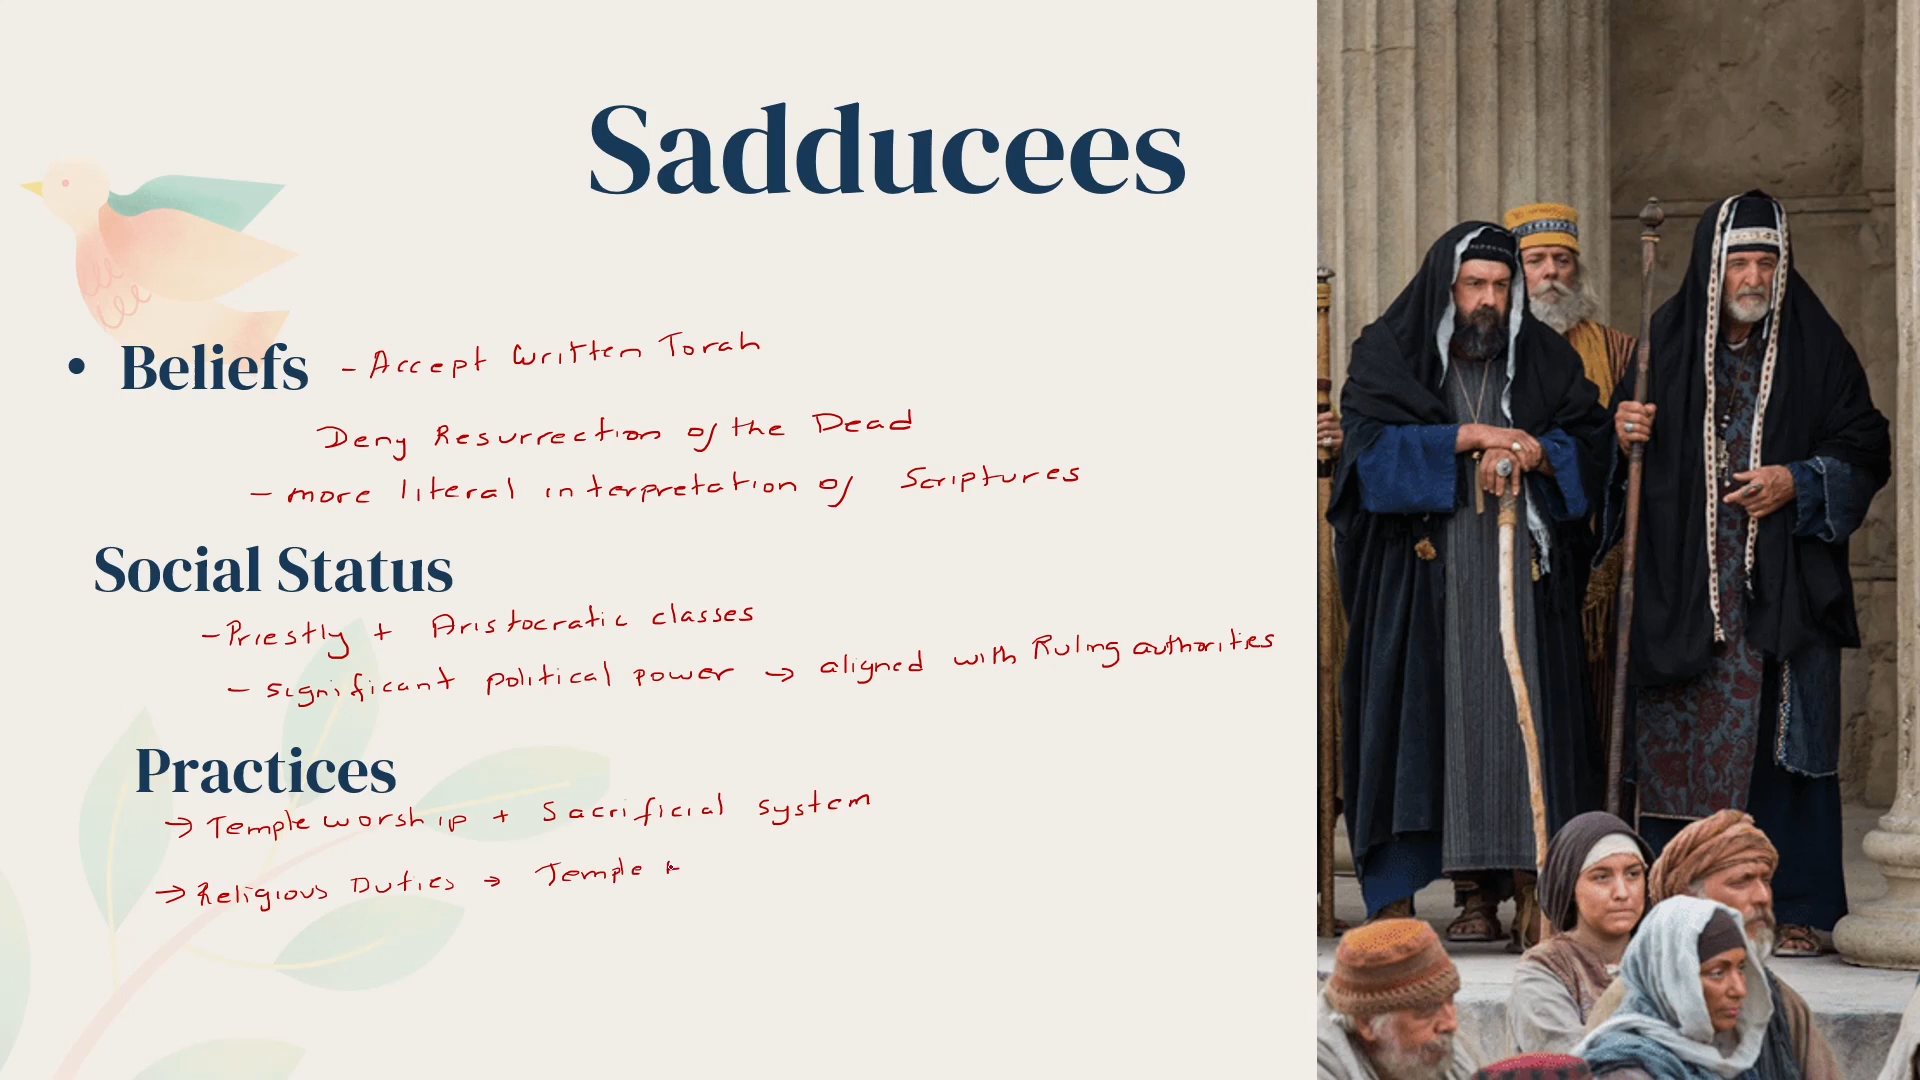 Sadducees
• Beliefs - Accept Written Torah
Deny Resurrection of the Dead
- more literal interpretation of Scriptures
Social Status
- Priestly + Aristocratic classes
- significant political power → aligned with Ruling authorities
Practices
→ Temple worship + Sacrificial system
→ Religious Duties → Temple